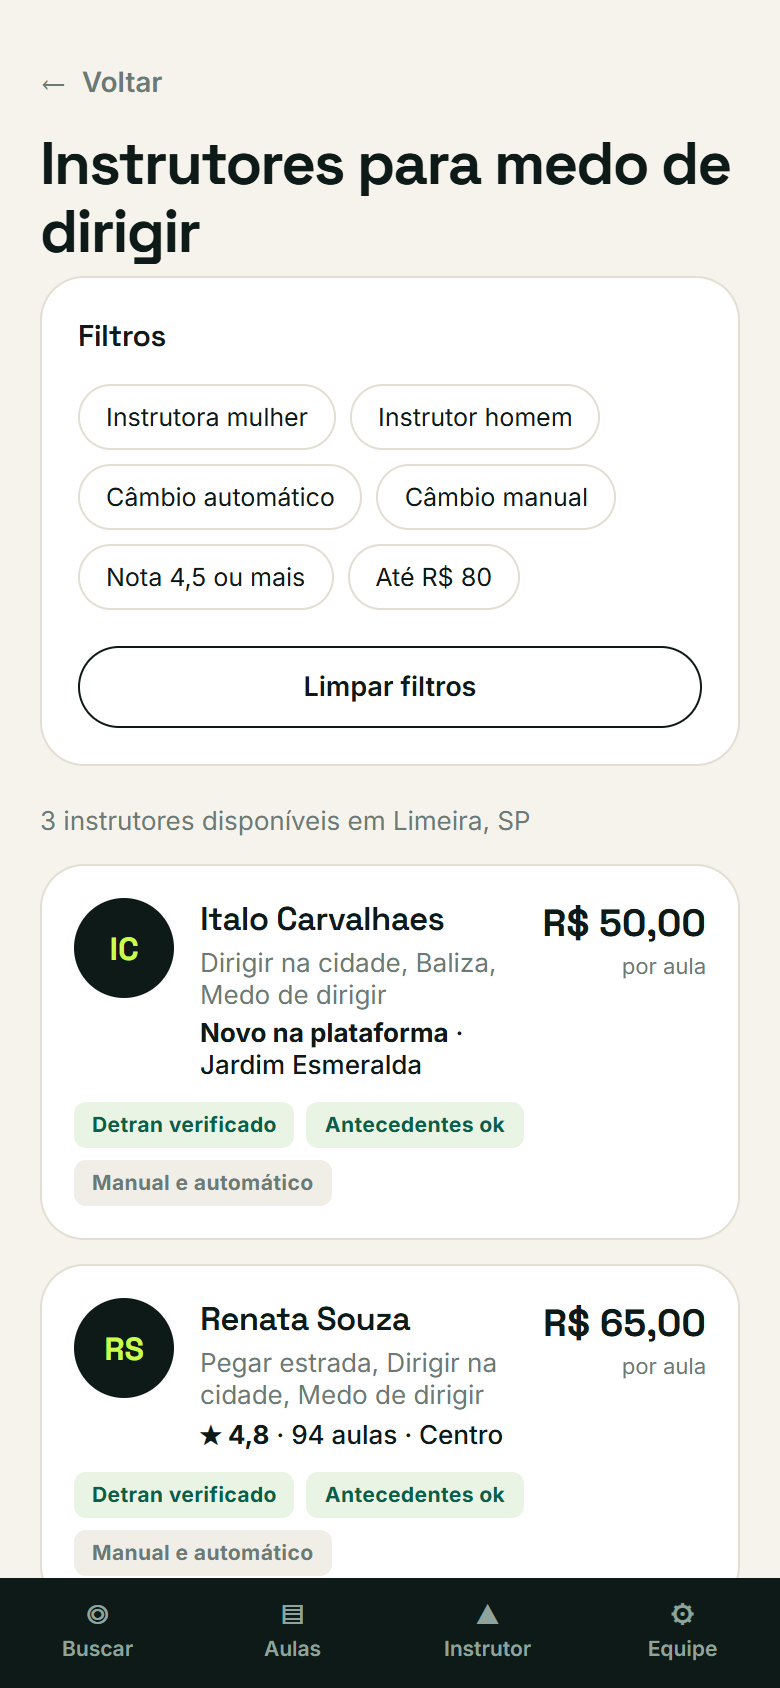 ← Voltar
Instrutores para medo de
dirigir
Filtros
Instrutora mulher
Instrutor homem
Câmbio automático
Câmbio manual
Nota 4,5 ou mais
Até R$ 80
Limpar filtros
3 instrutores disponíveis em Limeira, SP
IC
Italo Carvalhaes
R$ 50,00
por aula
Dirigir na cidade, Baliza,
Medo de dirigir
Novo na plataforma ·
Jardim Esmeralda
Detran verificado
Antecedentes ok
Manual e automático
RS
Renata Souza
R$ 65,00
por aula
Pegar estrada, Dirigir na
cidade, Medo de dirigir
★ 4,8 · 94 aulas · Centro
Detran verificado
Antecedentes ok
Manual e automático
Buscar
Aulas
Instrutor
Equipe